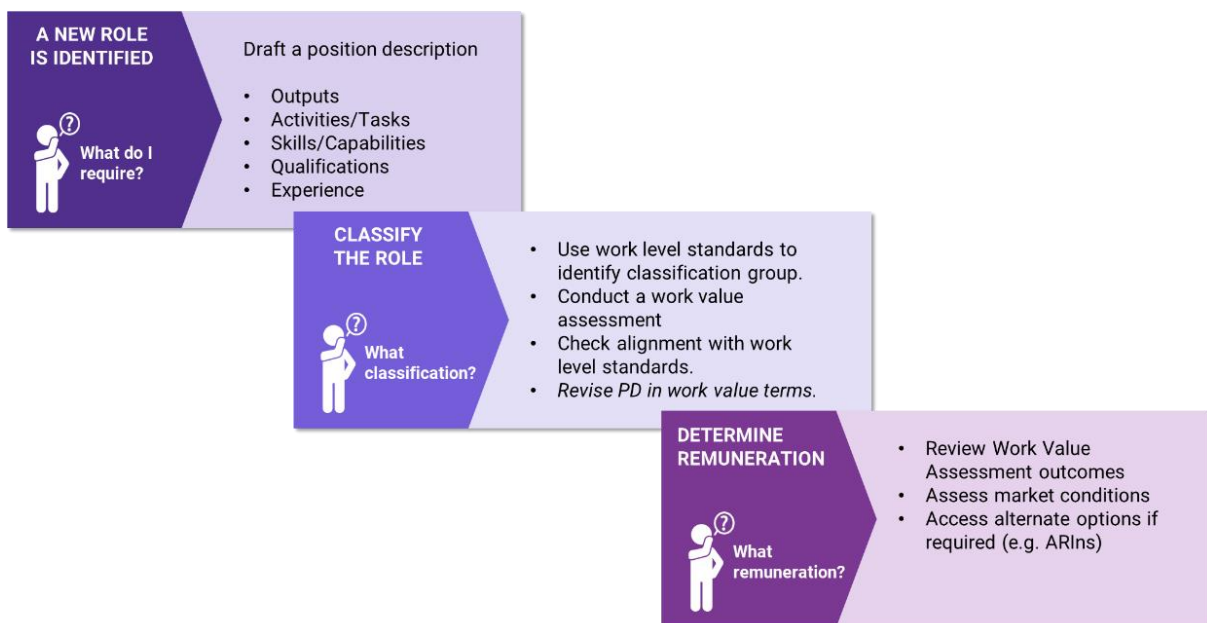 A NEW ROLE
IS IDENTIFIED
?
What do I
require?
Draft a position description
• Outputs
• Activities/Tasks
• Skills/Capabilities
• Qualifications
• Experience
CLASSIFY
THE ROLE
?
What
classification?
• Use work level standards to
identify classification group.
• Conduct a work value
assessment
• Check alignment with work
level standards.
• Revise PD in work value terms.
DETERMINE
REMUNERATION
?
What
remuneration?
• Review Work Value
Assessment outcomes
• Assess market conditions
• Access alternate options if
required (e.g. ARIns)